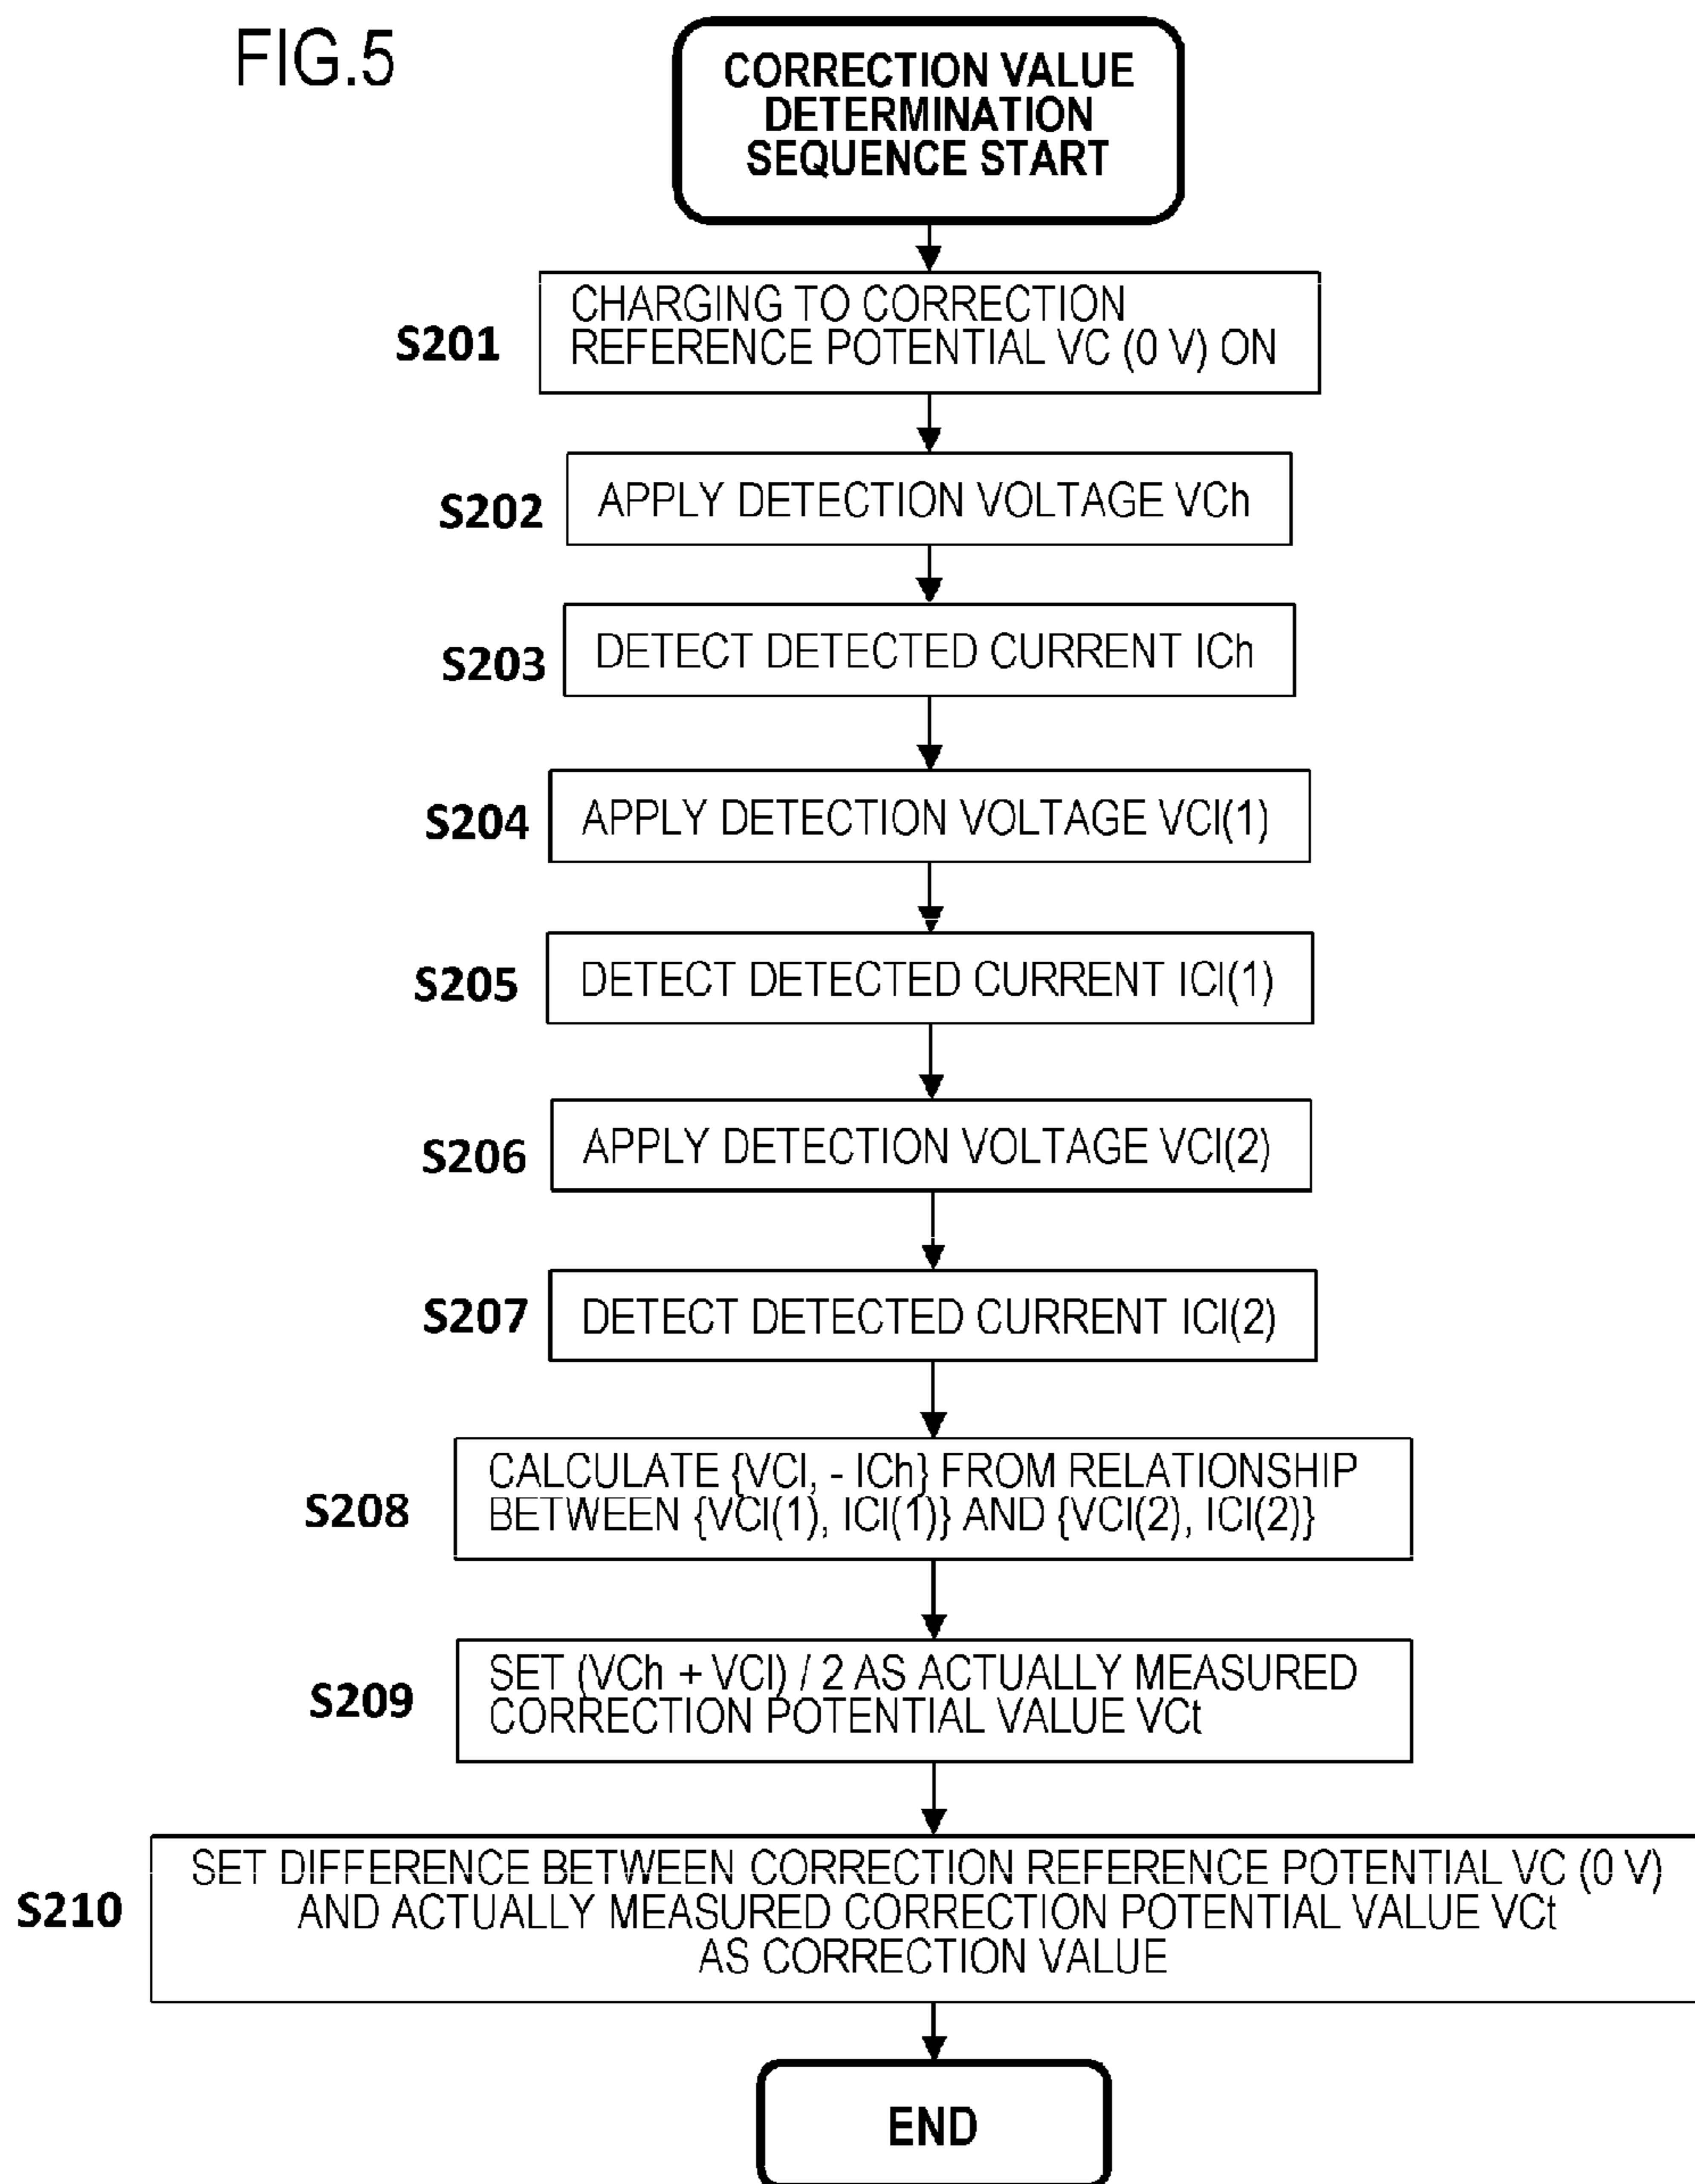 FIG.5
CORRECTION VALUE
DETERMINATION
SEQUENCE START
S201
CHARGING TO CORRECTION
REFERENCE POTENTIAL VC (0 V) ON
S202
APPLY DETECTION VOLTAGE VCh
S203
DETECT DETECTED CURRENT ICh
S204
APPLY DETECTION VOLTAGE VCl(1)
S205
DETECT DETECTED CURRENT ICl(1)
S206
APPLY DETECTION VOLTAGE VCl(2)
S207
DETECT DETECTED CURRENT ICl(2)
S208
CALCULATE {VCl, - ICh} FROM RELATIONSHIP
BETWEEN {VCl(1), ICl(1)} AND {VCl(2), ICl(2)}
S209
SET (VCh + VCl) / 2 AS ACTUALLY MEASURED
CORRECTION POTENTIAL VALUE VCt
S210
SET DIFFERENCE BETWEEN CORRECTION REFERENCE POTENTIAL VC (0 V)
AND ACTUALLY MEASURED CORRECTION POTENTIAL VALUE VCt
AS CORRECTION VALUE
END